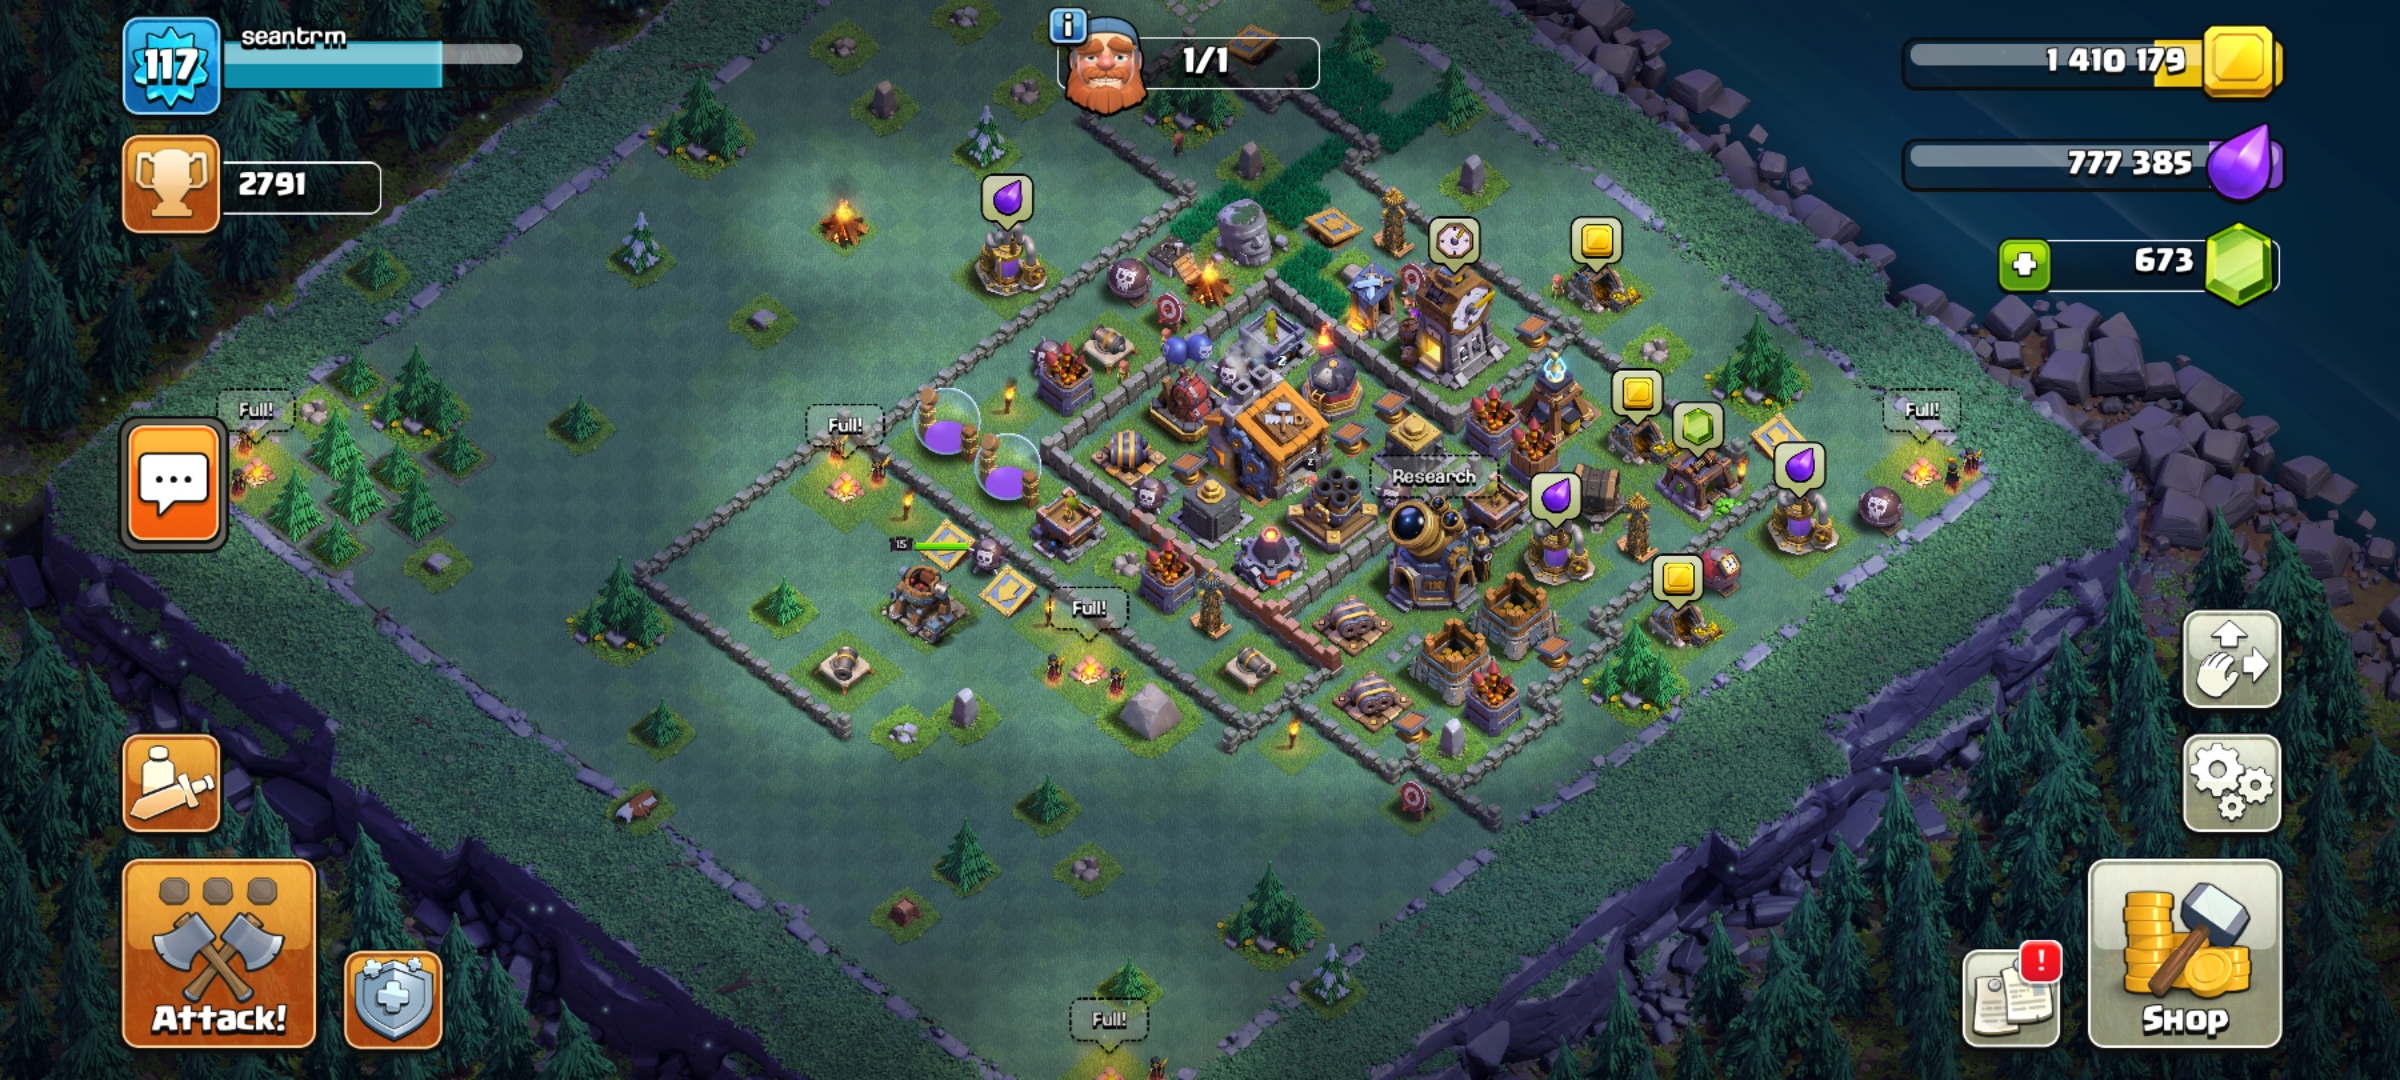 117
seantrm
i
1/1
1 410 179
2791
777 385
673
Full!
Full!
Full!
Research
15
Full!
Attack!
!
Shop
Full!